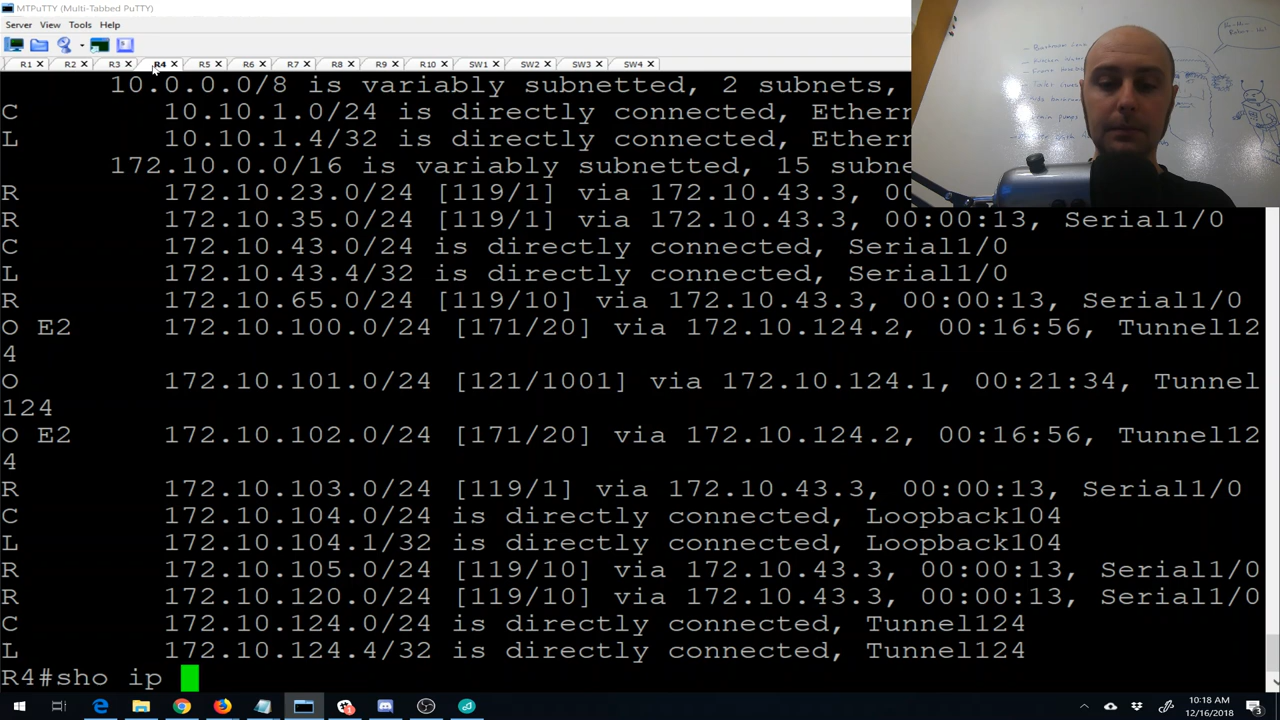 MTPuTTY (Multi-Tabbed PuTTY)
Server View Tools Help
R1 R2 R3 R4 R5 R6 R7 R8 R9 R10 SW1 SW2 SW3 SW4
10.0.0.0/8 is variably subnetted, 2 subnets,
C 10.10.1.0/24 is directly connected, Ethern
L 10.10.1.4/32 is directly connected, Ethern
172.10.0.0/16 is variably subnetted, 15 subne
R 172.10.23.0/24 [119/1] via 172.10.43.3, 00
R 172.10.35.0/24 [119/1] via 172.10.43.3, 00:00:13, Serial1/0
C 172.10.43.0/24 is directly connected, Serial1/0
L 172.10.43.4/32 is directly connected, Serial1/0
R 172.10.65.0/24 [119/10] via 172.10.43.3, 00:00:13, Serial1/0
O E2 172.10.100.0/24 [171/20] via 172.10.124.2, 00:16:56, Tunnel12
4
O 172.10.101.0/24 [121/1001] via 172.10.124.1, 00:21:34, Tunnel
124
O E2 172.10.102.0/24 [171/20] via 172.10.124.2, 00:16:56, Tunnel12
4
R 172.10.103.0/24 [119/1] via 172.10.43.3, 00:00:13, Serial1/0
C 172.10.104.0/24 is directly connected, Loopback104
L 172.10.104.1/32 is directly connected, Loopback104
R 172.10.105.0/24 [119/10] via 172.10.43.3, 00:00:13, Serial1/0
R 172.10.120.0/24 [119/10] via 172.10.43.3, 00:00:13, Serial1/0
C 172.10.124.0/24 is directly connected, Tunnel124
L 172.10.124.4/32 is directly connected, Tunnel124
R4#sho ip
10:18 AM
12/16/2018
3